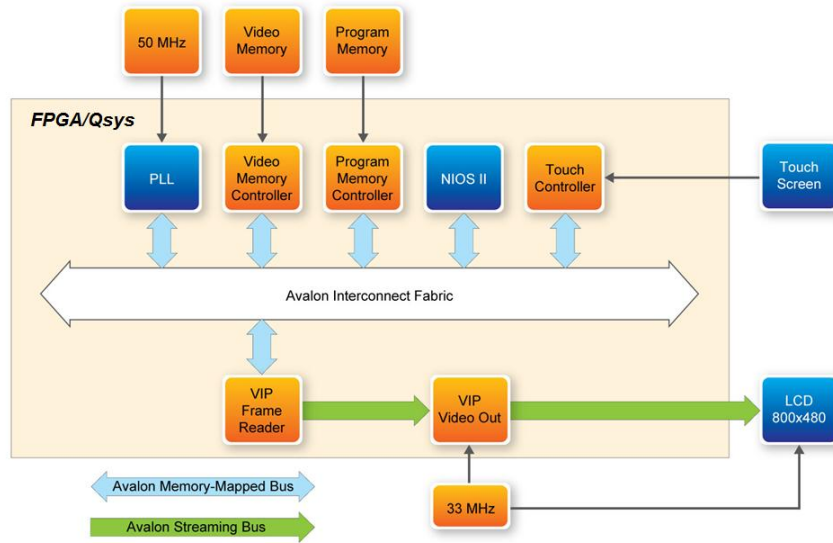 50 MHz
Video
Memory
Program
Memory
FPGA/Qsys
PLL
Video
Memory
Controller
Program
Memory
Controller
NIOS II
Touch
Controller
Touch
Screen
Avalon Interconnect Fabric
VIP
Frame
Reader
VIP
Video Out
LCD
800x480
Avalon Memory-Mapped Bus
33 MHz
Avalon Streaming Bus